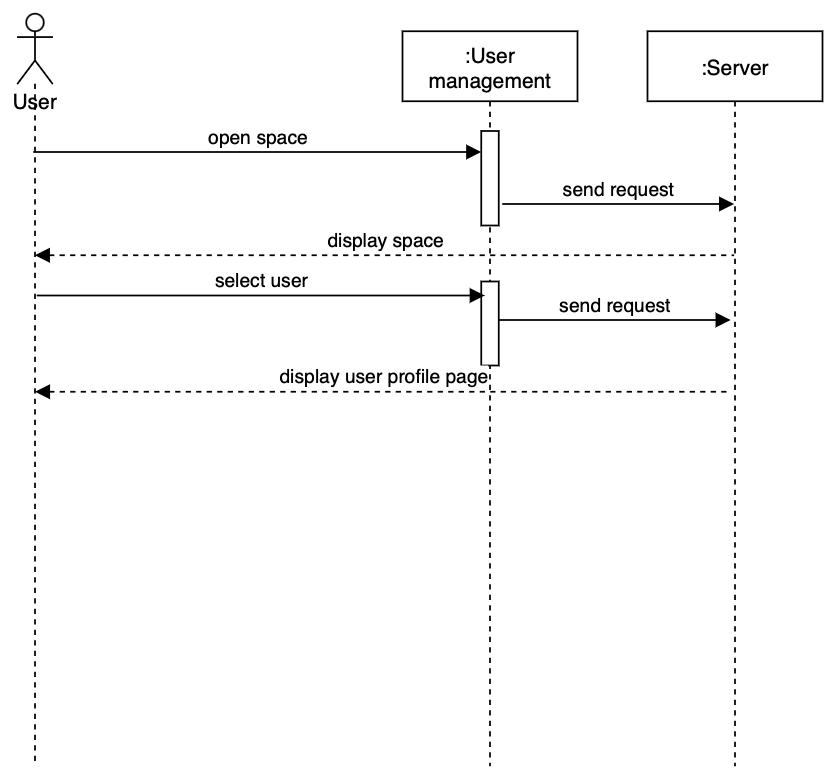 :User
management
:Server
User
open space
send request
display space
select user
send request
display user profile page